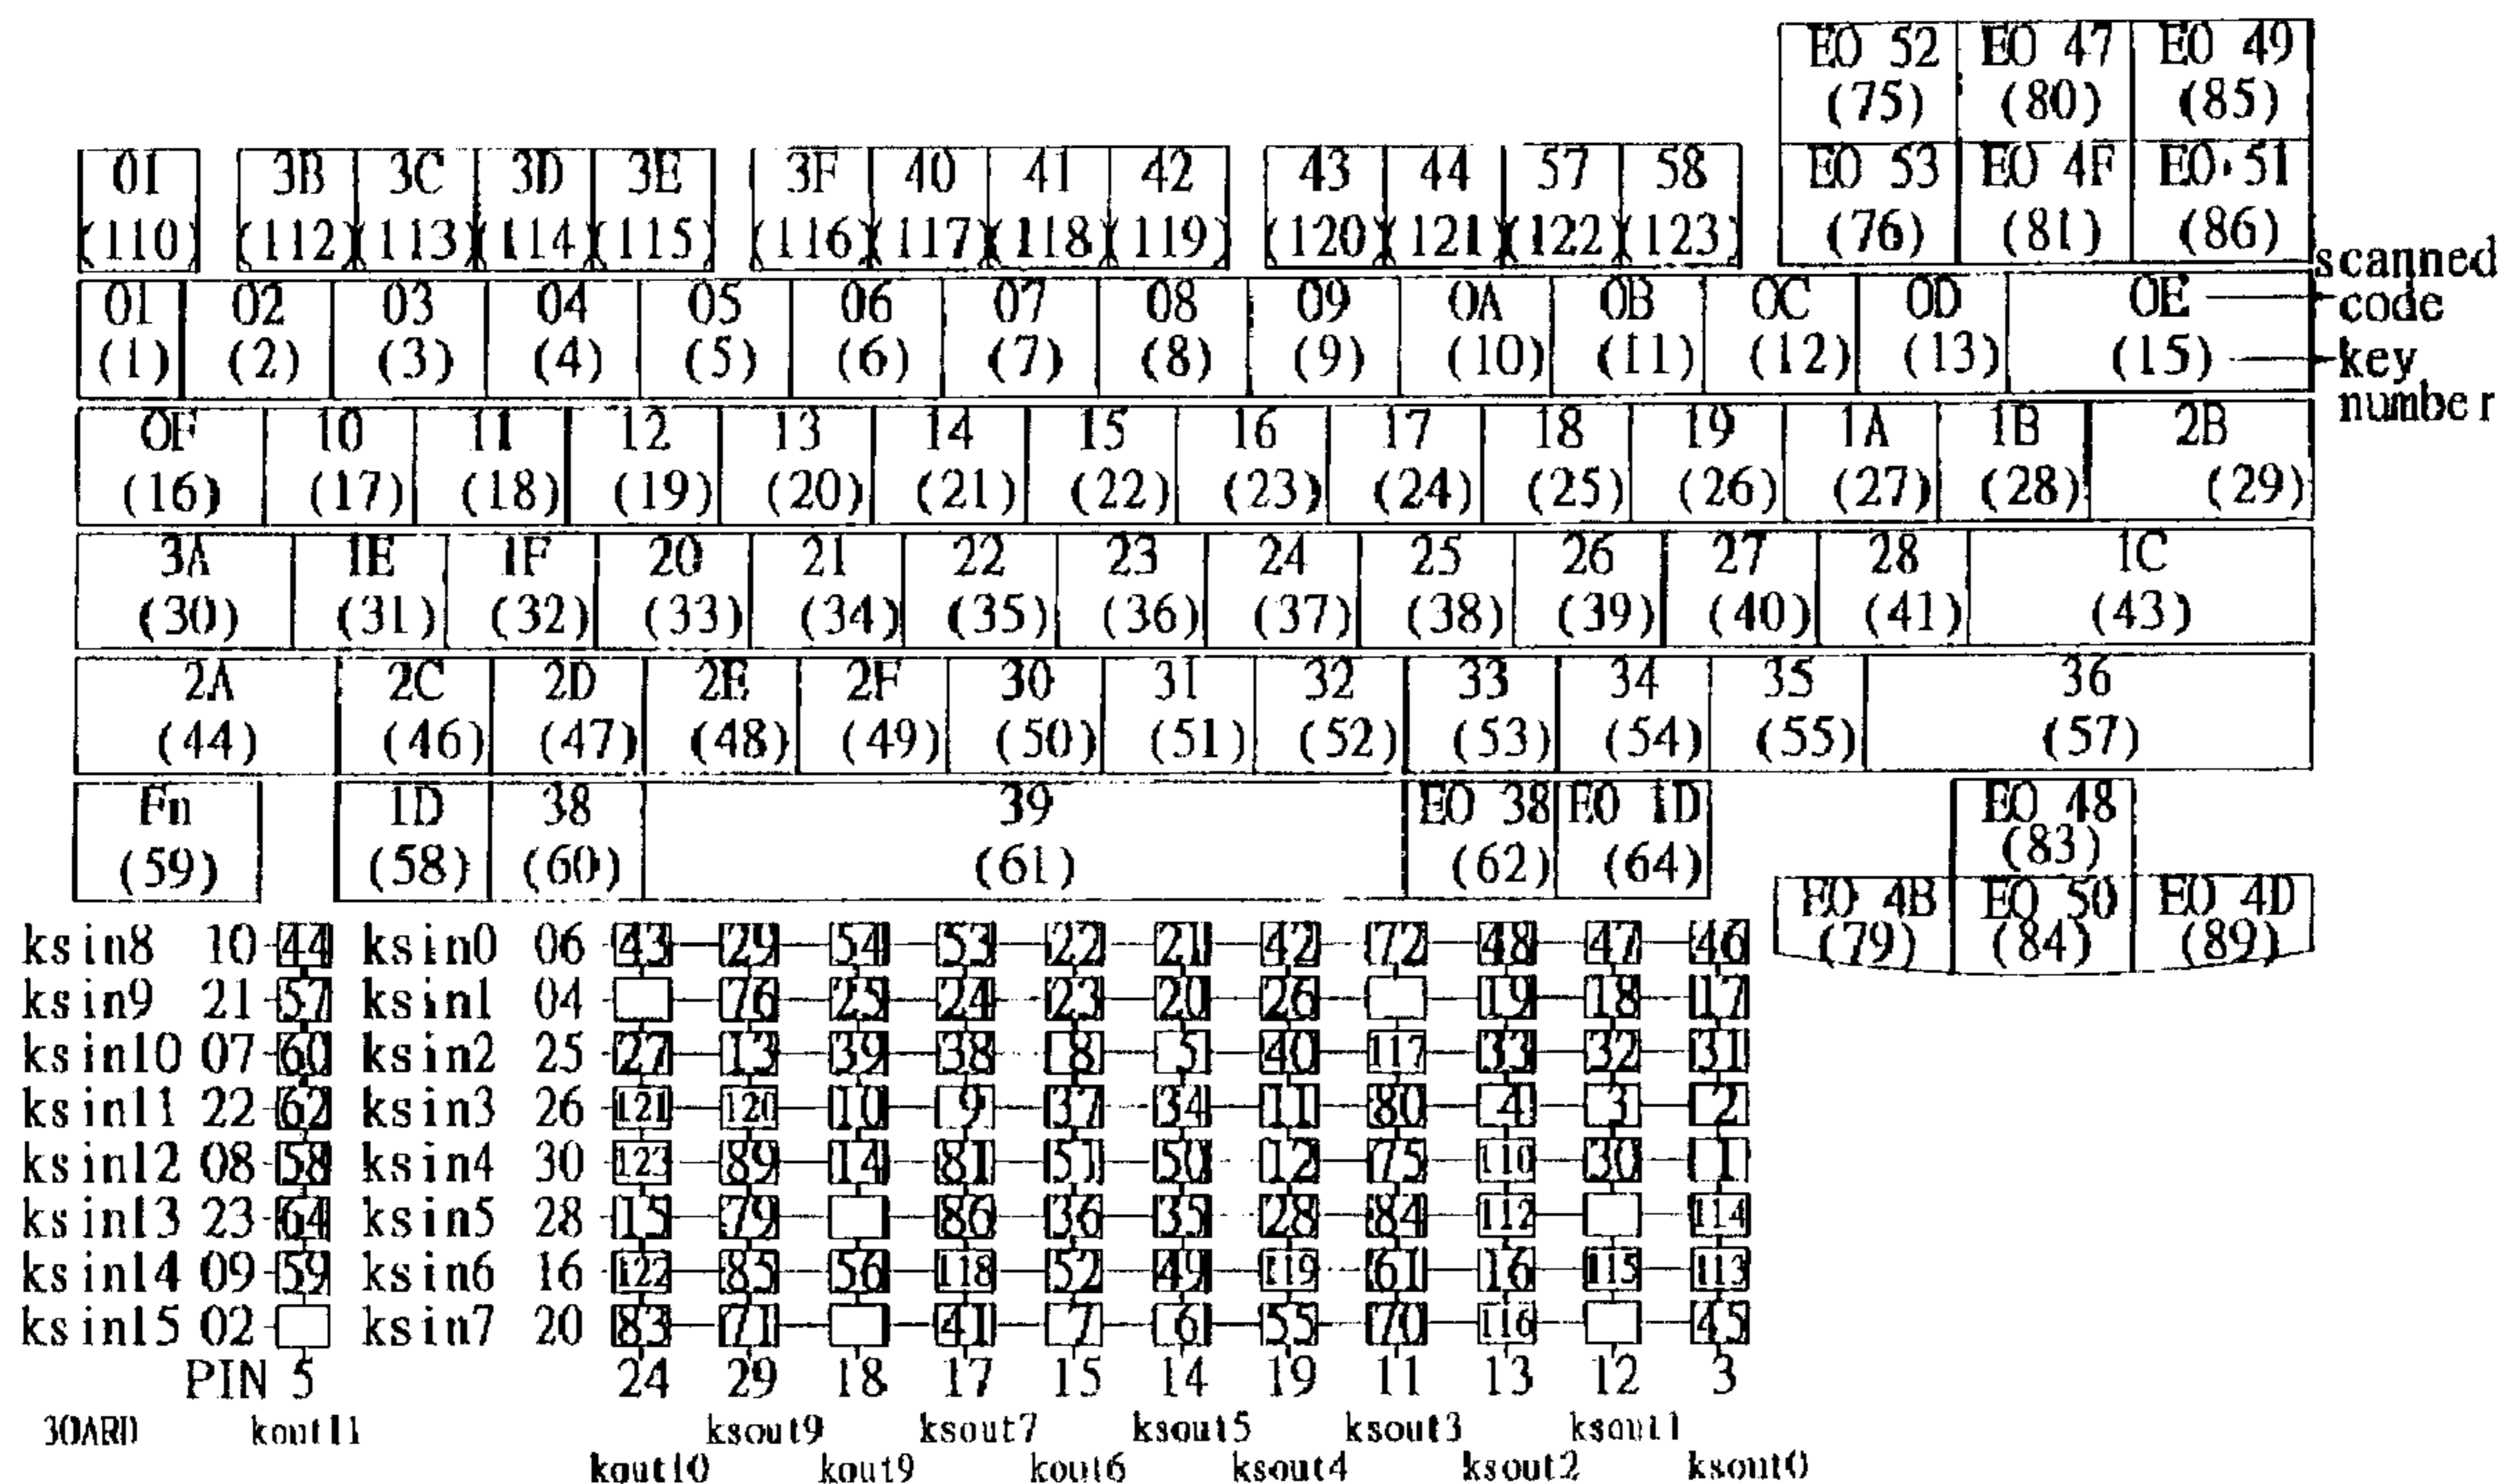 EO 52 EO 47 EO 49
(75) (80) (85)
01 3B 3C 3D 3E 3F 40 41 42 43 44 57 58 EO 53 EO 4F EO 51
(110) (112) (113) (114) (115) (116) (117) (118) (119) (120) (121) (122) (123) (76) (81) (86)
scanned
01 02 03 04 05 06 07 08 09 0A 0B 0C 0D 0E code
(1) (2) (3) (4) (5) (6) (7) (8) (9) (10) (11) (12) (13) (15) key
number
0F 10 11 12 13 14 15 16 17 18 19 1A 1B 2B
(16) (17) (18) (19) (20) (21) (22) (23) (24) (25) (26) (27) (28) (29)
3A 1E 1F 20 21 22 23 24 25 26 27 28 1C
(30) (31) (32) (33) (34) (35) (36) (37) (38) (39) (40) (41) (43)
2A 2C 2D 2E 2F 30 31 32 33 34 35 36
(44) (46) (47) (48) (49) (50) (51) (52) (53) (54) (55) (57)
Fn 1D 38 39 EO 38 EO 1D EO 48
(59) (58) (60) (61) (62) (64) (83)
EO 4B EO 50 EO 4D
(79) (84) (89)
ksin8 10 44 ksin0 06 43 29 54 53 22 21 42 72 48 47 46
ksin9 21 57 ksin1 04 76 25 24 23 20 26 19 18 17
ksin10 07 60 ksin2 25 27 13 39 38 8 5 40 117 33 32 31
ksin11 22 62 ksin3 26 121 120 10 9 37 34 11 80 4 3 2
ksin12 08 58 ksin4 30 123 89 14 81 51 50 12 75 110 30 1
ksin13 23 64 ksin5 28 15 79 86 36 35 28 84 112 114
ksin14 09 59 ksin6 16 122 85 56 118 52 49 119 61 16 115 113
ksin15 02 ksin7 20 83 71 41 7 6 55 70 116 45
PIN 5 24 29 18 17 15 14 19 11 13 12 3
kout11 ksout9 ksout7 ksout5 ksout3 ksout1
kout10 kout9 kout6 ksout4 ksout2 ksout0